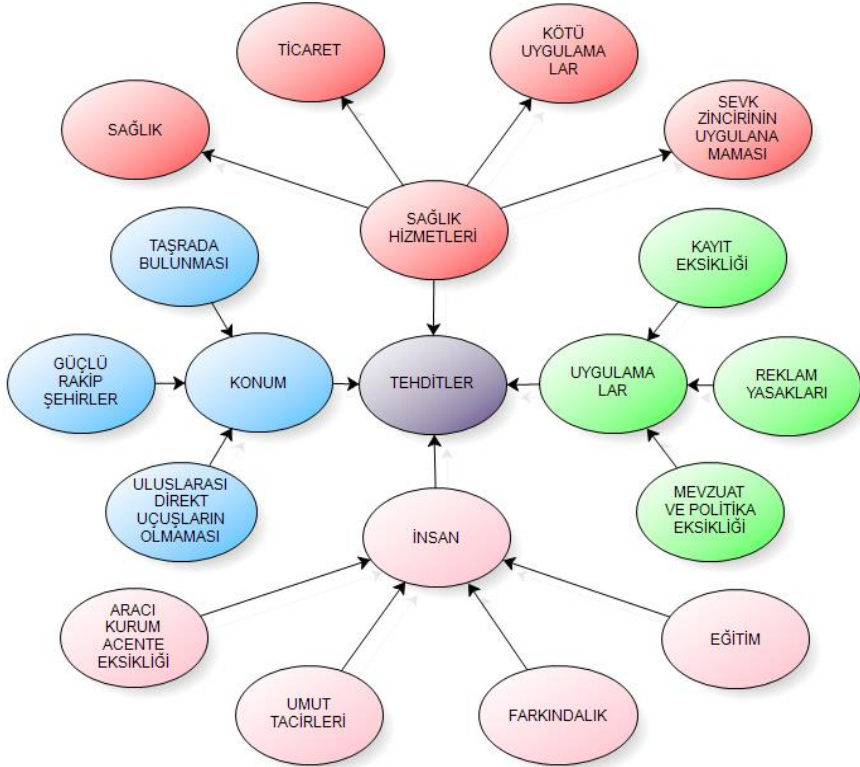 TİCARET
KÖTÜ
UYGULAMA
LAR
SAĞLIK
SEVK
ZİNCİRİNİN
UYGULANA
MAMASI
SAĞLIK
HİZMETLERİ
TAŞRADA
BULUNMASI
KAYIT
EKSİKLİĞİ
GÜÇLÜ
RAKİP
ŞEHİRLER
KONUM
TEHDİTLER
UYGULAMA
LAR
REKLAM
YASAKLARI
ULUSLARASI
DİREKT
UÇUŞLARIN
OLMAMASI
MEVZUAT
VE POLİTİKA
EKSİKLİĞİ
İNSAN
ARACI
KURUM
ACENTE
EKSİKLİĞİ
EĞİTİM
UMUT
TACİRLERİ
FARKINDALIK